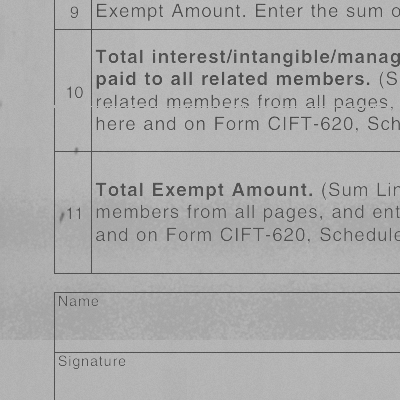 9 Exempt Amount. Enter the sum o
Total interest/intangible/manag
10 paid to all related members. (S
related members from all pages,
here and on Form CIFT-620, Sch
Total Exempt Amount. (Sum Lin
11 members from all pages, and ent
and on Form CIFT-620, Schedule
Name
Signature